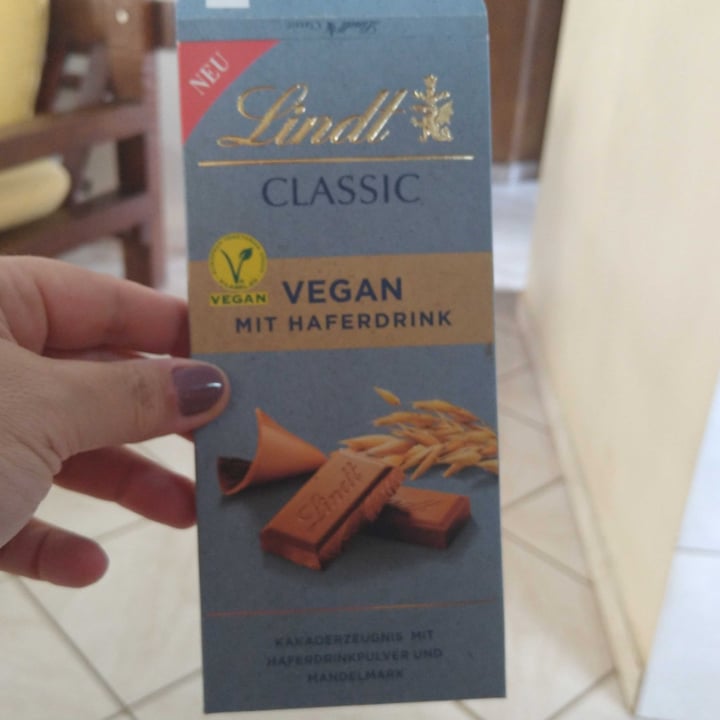 NEU
Lindt
CLASSIC
VEGAN
VEGAN
MIT HAFERDRINK
Lindt
KAKAOERZEUGNIS MIT
HAFERDRINKPULVER UND
MANDELMARK